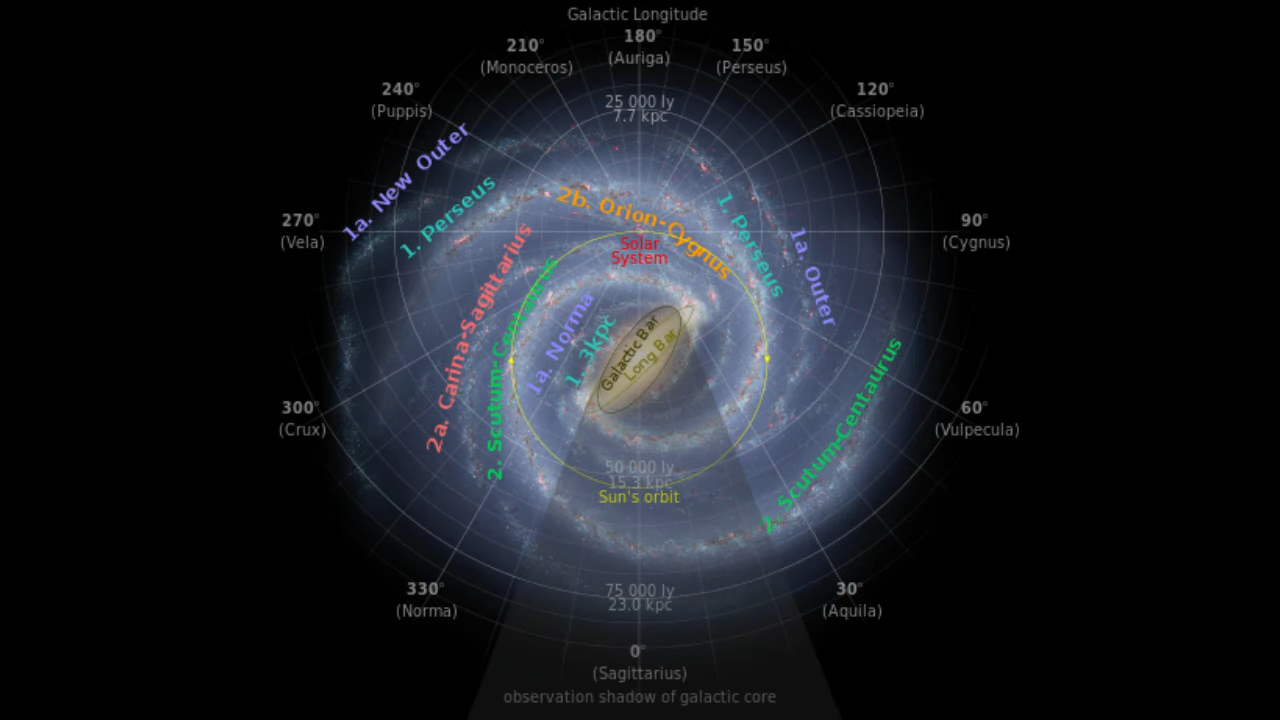 Galactic Longitude
180°
(Auriga)
210°
(Monoceros)
150°
(Perseus)
240°
(Puppis)
120°
(Cassiopeia)
25 000 ly
7.7 kpc
1a. New Outer
1. Perseus
2b. Orion-Cygnus
1. Perseus
1a. Outer
270°
(Vela)
90°
(Cygnus)
Solar
System
2a. Carina-Sagittarius
2. Scutum-Centaurus
1a. Norma
1. 3kpc
Galactic Bar
Long Bar
2. Scutum-Centaurus
300°
(Crux)
60°
(Vulpecula)
50 000 ly
15.3 kpc
Sun's orbit
75 000 ly
23.0 kpc
330°
(Norma)
30°
(Aquila)
0°
(Sagittarius)
observation shadow of galactic core